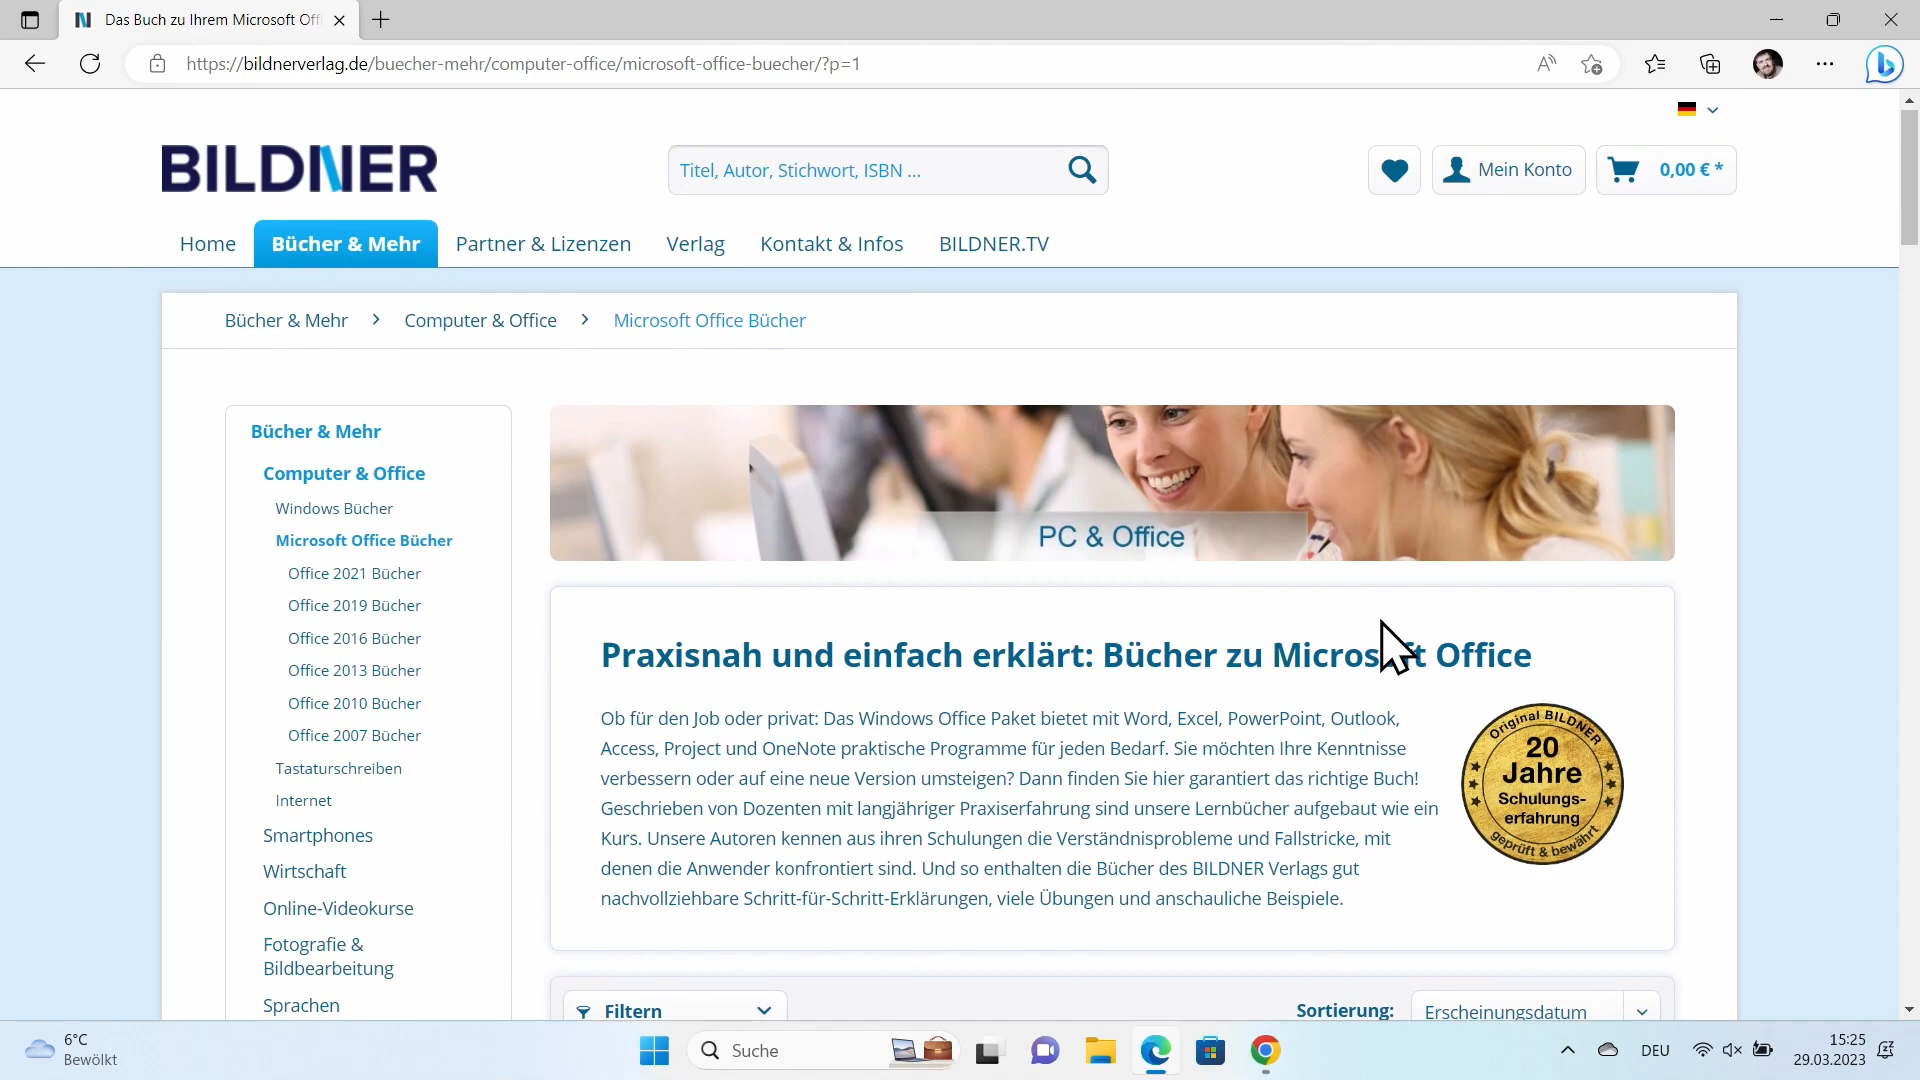 Das Buch zu Ihrem Microsoft Offi
https://bildnerverlag.de/buecher-mehr/computer-office/microsoft-office-buecher/?p=1
BILDNER
Titel, Autor, Stichwort, ISBN ...
Mein Konto
0,00 € *
Home
Bücher & Mehr
Partner & Lizenzen
Verlag
Kontakt & Infos
BILDNER.TV
Bücher & Mehr
Computer & Office
Microsoft Office Bücher
Bücher & Mehr
Computer & Office
Windows Bücher
Microsoft Office Bücher
Office 2021 Bücher
Office 2019 Bücher
Office 2016 Bücher
Office 2013 Bücher
Office 2010 Bücher
Office 2007 Bücher
Tastaturschreiben
Internet
Smartphones
Wirtschaft
Online-Videokurse
Fotografie &
Bildbearbeitung
Sprachen
PC & Office
Praxisnah und einfach erklärt: Bücher zu Microsoft Office
Ob für den Job oder privat: Das Windows Office Paket bietet mit Word, Excel, PowerPoint, Outlook,
Access, Project und OneNote praktische Programme für jeden Bedarf. Sie möchten Ihre Kenntnisse
verbessern oder auf eine neue Version umsteigen? Dann finden Sie hier garantiert das richtige Buch!
Geschrieben von Dozenten mit langjähriger Praxiserfahrung sind unsere Lernbücher aufgebaut wie ein
Kurs. Unsere Autoren kennen aus ihren Schulungen die Verständnisprobleme und Fallstricke, mit
denen die Anwender konfrontiert sind. Und so enthalten die Bücher des BILDNER Verlags gut
nachvollziehbare Schritt-für-Schritt-Erklärungen, viele Übungen und anschauliche Beispiele.
Original BILDNER
20
Jahre
Schulungs-
erfahrung
geprüft & bewährt
Filtern
Sortierung:
Erscheinungsdatum
6°C
Bewölkt
Suche
DEU
15:25
29.03.2023